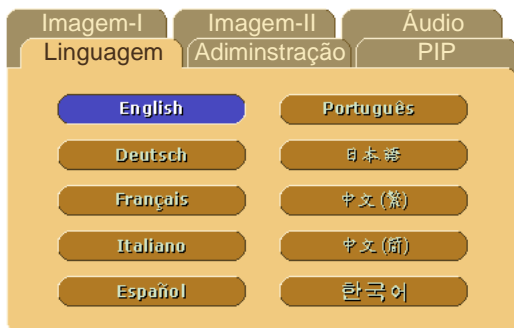 Imagem-I Imagem-II Áudio
Linguagem Adiminstração PIP
English Português
Deutsch 日本語
Français 中文(繁)
Italiano 中文(简)
Español 한국어